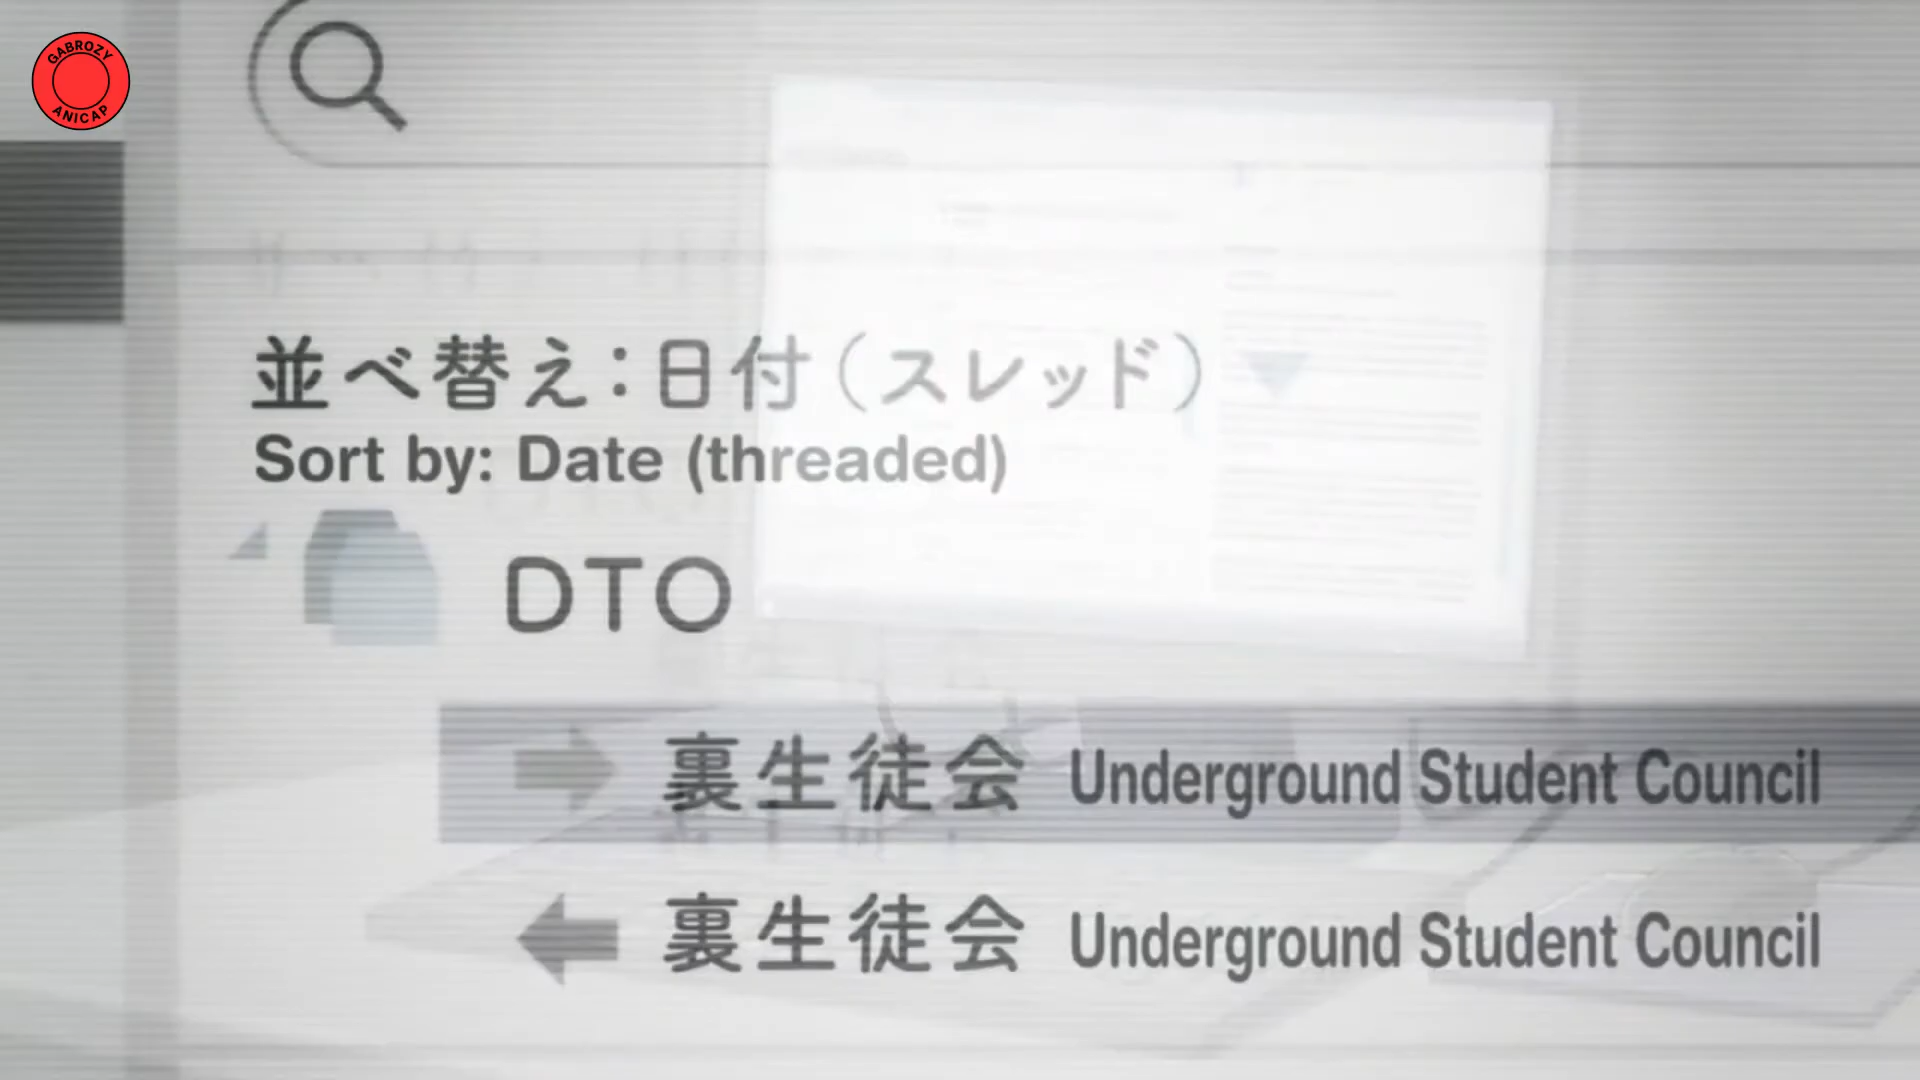 GABROZY
ANICAP
並べ替え：日付（スレッド）
Sort by: Date (threaded)
DTO
裏生徒会 Underground Student Council
裏生徒会 Underground Student Council